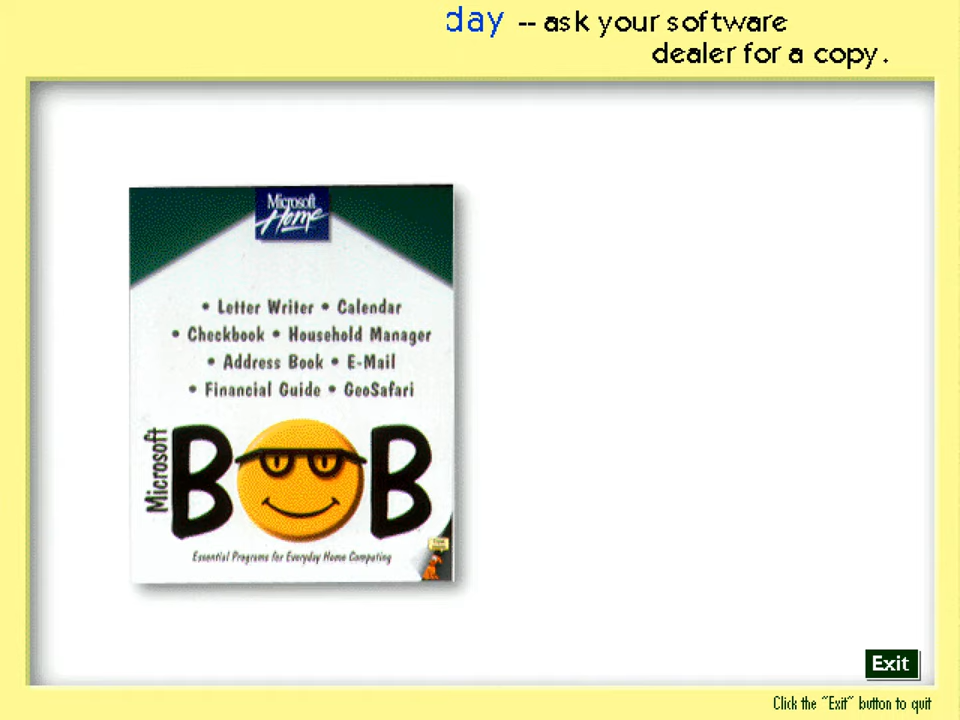 day -- ask your software
dealer for a copy.
Microsoft
Home
• Letter Writer • Calendar
• Checkbook • Household Manager
• Address Book • E-Mail
• Financial Guide • GeoSafari
Microsoft
BOB
Essential Programs for Everyday Home Computing
Exit
Click the "Exit" button to quit